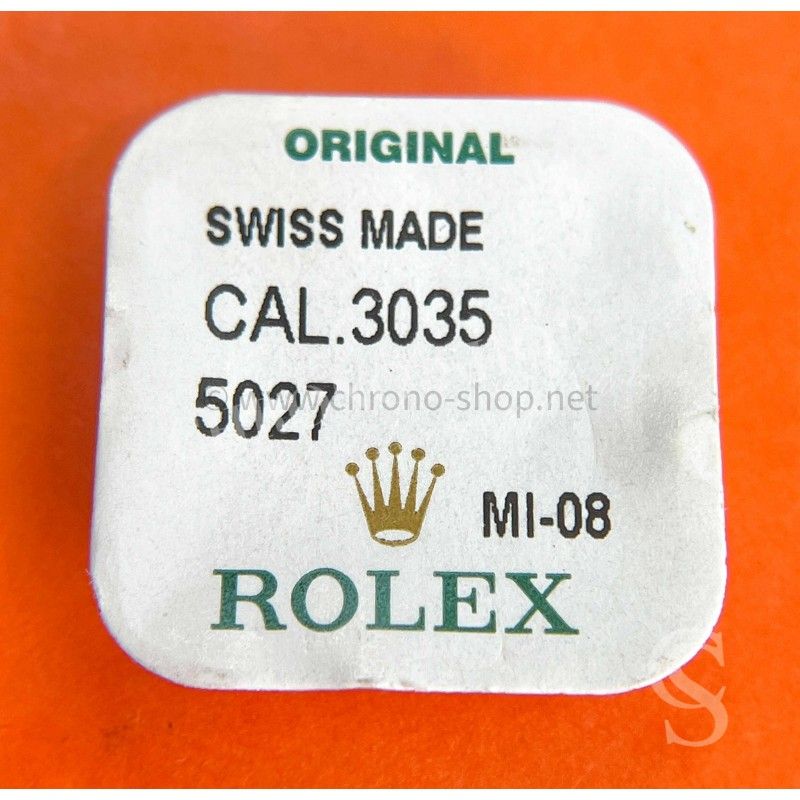 ORIGINAL
SWISS MADE
CAL.3035
5027
www.chrono-shop.net
MI-08
ROLEX